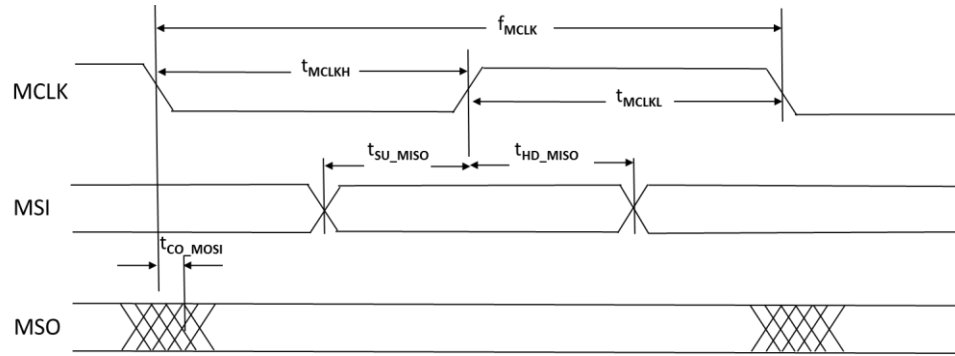 fMCLK
tMCLKH
MCLK
tMCLKL
tSU_MISO
tHD_MISO
MSI
tCO_MOSI
MSO